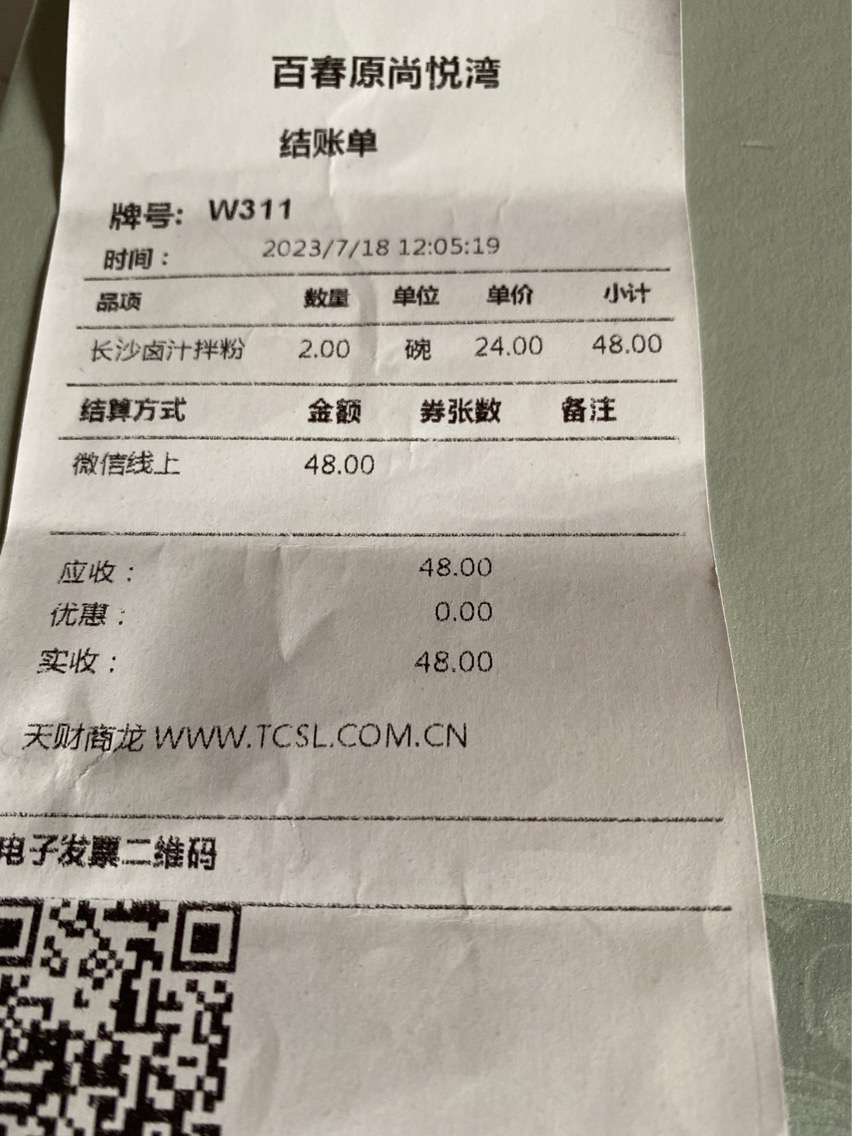 百春原尚悦湾
结账单
牌号: W311
时间： 2023/7/18 12:05:19
品项 数量 单位 单价 小计
长沙卤汁拌粉 2.00 碗 24.00 48.00
结算方式 金额 券张数 备注
微信线上 48.00
应收： 48.00
优惠： 0.00
实收： 48.00
天财商龙 WWW.TCSL.COM.CN
电子发票二维码